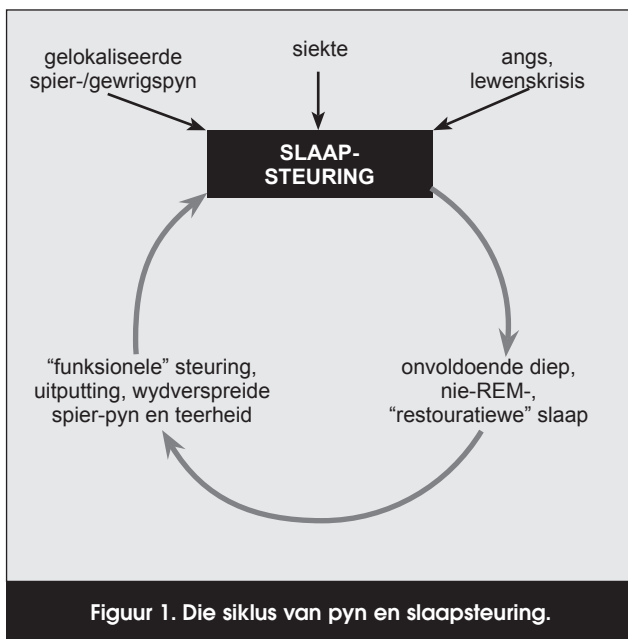 gelokaliseerde
spier-/gewrigspyn
siekte
angs,
lewenskrisis
SLAAP-
STEURING
"funksionele" steuring,
uitputting, wydverspreide
spier-pyn en teerheid
onvoldoende diep,
nie-REM-,
"restouratiewe" slaap
Figuur 1. Die siklus van pyn en slaapsteuring.